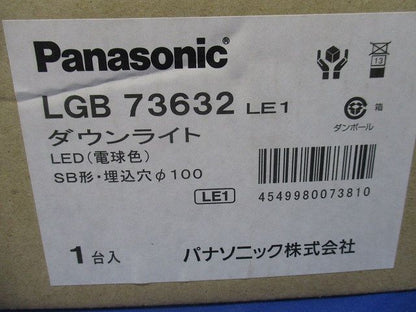 Panasonic®
13
LGB 73632 LE1
ダウンライト
箱
ダンボール
LED(電球色)
SB形・埋込穴φ100
LE1
4549980073810
1台入
パナソニック株式会社